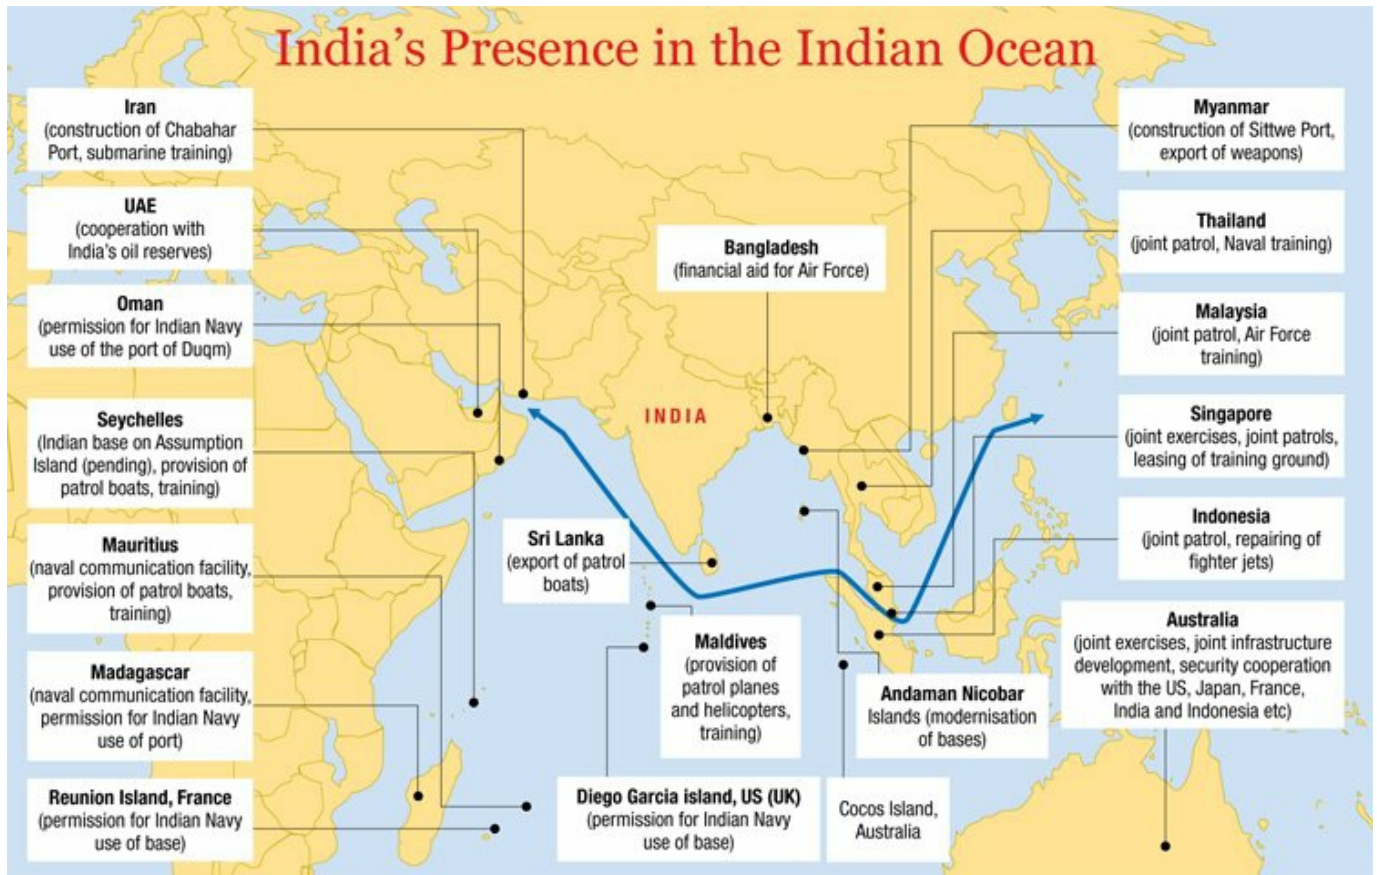 India's Presence in the Indian Ocean
Iran
(construction of Chabahar
Port, submarine training)
UAE
(cooperation with
India's oil reserves)
Oman
(permission for Indian Navy
use of the port of Duqm)
Seychelles
(Indian base on Assumption
Island (pending), provision of
patrol boats, training)
Mauritius
(naval communication facility,
provision of patrol boats,
training)
Madagascar
(naval communication facility,
permission for Indian Navy
use of port)
Reunion Island, France
(permission for Indian Navy
use of base)
Bangladesh
(financial aid for Air Force)
INDIA
Sri Lanka
(export of patrol
boats)
Maldives
(provision of
patrol planes
and helicopters,
training)
Diego Garcia island, US (UK)
(permission for Indian Navy
use of base)
Cocos Island,
Australia
Andaman Nicobar
Islands (modernisation
of bases)
Myanmar
(construction of Sittwe Port,
export of weapons)
Thailand
(joint patrol, Naval training)
Malaysia
(joint patrol, Air Force
training)
Singapore
(joint exercises, joint patrols,
leasing of training ground)
Indonesia
(joint patrol, repairing of
fighter jets)
Australia
(joint exercises, joint infrastructure
development, security cooperation
with the US, Japan, France,
India and Indonesia etc)